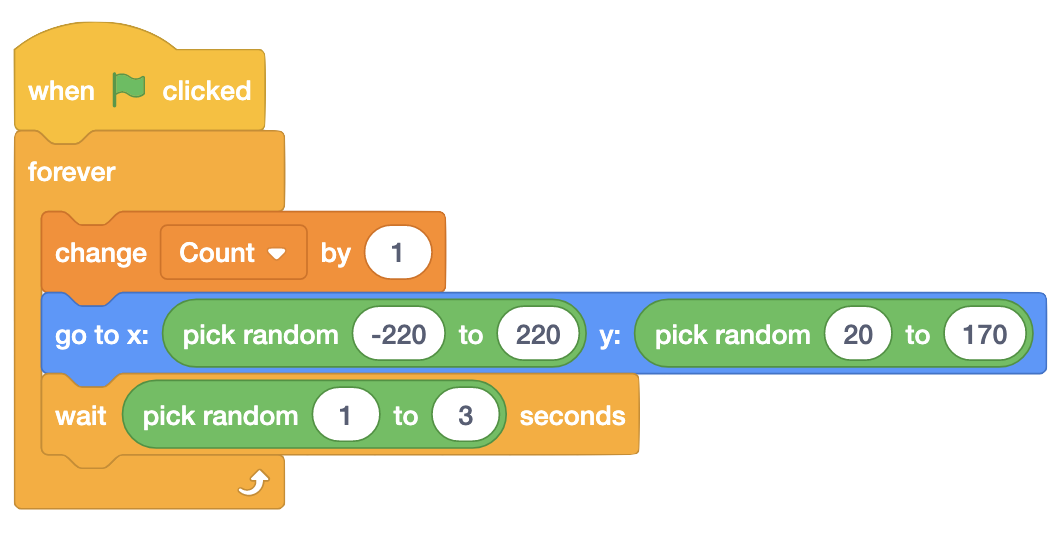 when clicked
forever
change Count by 1
go to x: pick random -220 to 220 y: pick random 20 to 170
wait pick random 1 to 3 seconds